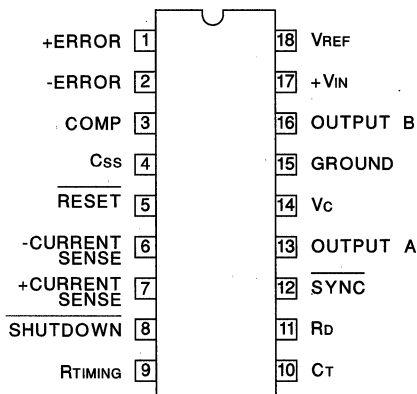 +ERROR 1 18 VREF
-ERROR 2 17 +VIN
COMP 3 16 OUTPUT B
CSS 4 15 GROUND
RESET 5 14 VC
-CURRENT SENSE 6 13 OUTPUT A
+CURRENT SENSE 7 12 SYNC
SHUTDOWN 8 11 RD
RTIMING 9 10 CT